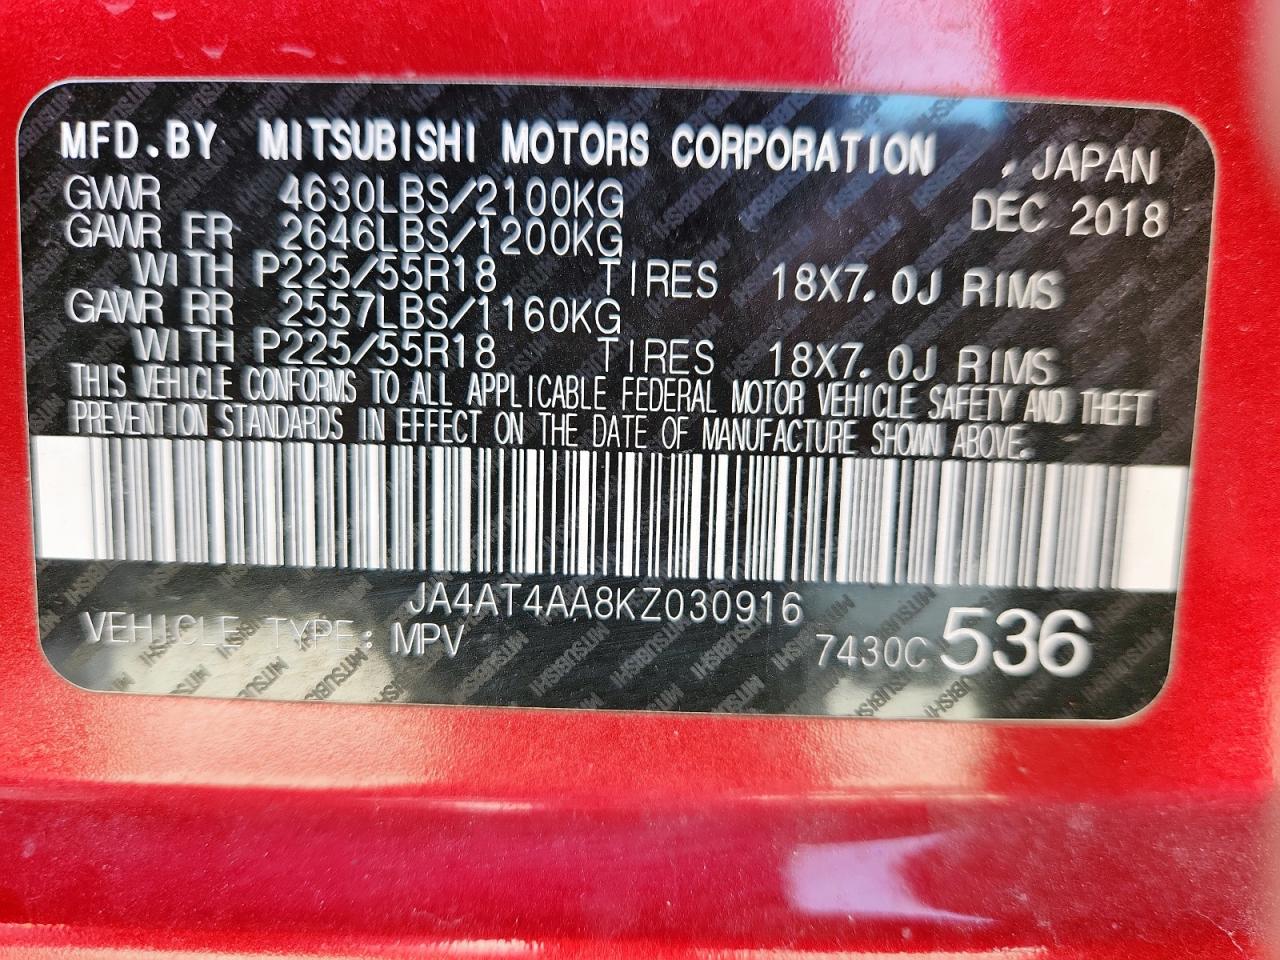 MFD.BY MITSUBISHI MOTORS CORPORATION , JAPAN
GVWR 4630LBS/2100KG DEC 2018
GAWR FR 2646LBS/1200KG
WITH P225/55R18 TIRES 18X7.0J RIMS
GAWR RR 2557LBS/1160KG
WITH P225/55R18 TIRES 18X7.0J RIMS
THIS VEHICLE CONFORMS TO ALL APPLICABLE FEDERAL MOTOR VEHICLE SAFETY AND THEFT
PREVENTION STANDARDS IN EFFECT ON THE DATE OF MANUFACTURE SHOWN ABOVE.
JA4AT4AA8KZ030916
VEHICLE TYPE: MPV 7430C 536